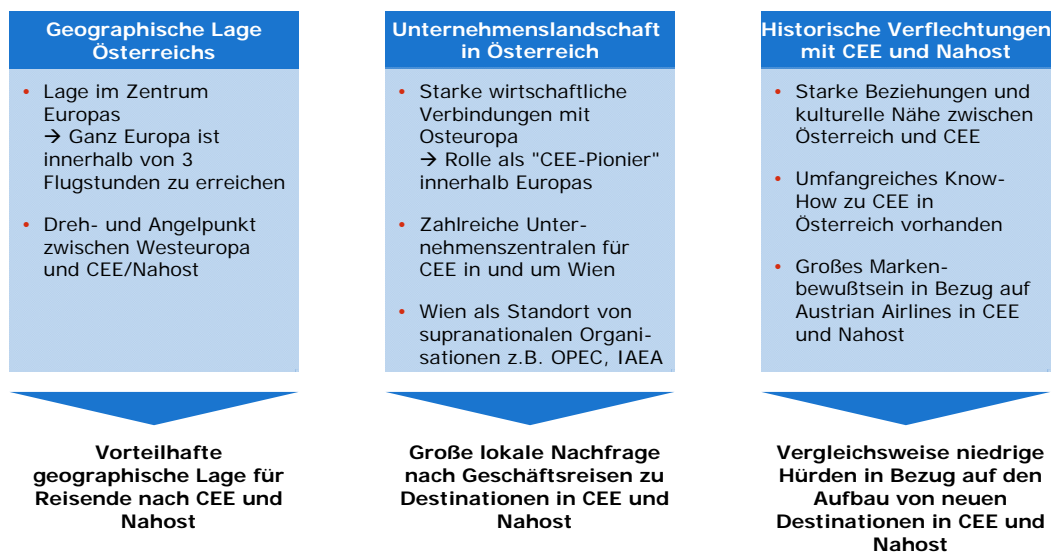 Geographische Lage
Österreichs
• Lage im Zentrum
Europas
→ Ganz Europa ist
innerhalb von 3
Flugstunden zu erreichen
• Dreh- und Angelpunkt
zwischen Westeuropa
und CEE/Nahost
Vorteilhafte
geographische Lage für
Reisende nach CEE und
Nahost
Unternehmenslandschaft
in Österreich
• Starke wirtschaftliche
Verbindungen mit
Osteuropa
→ Rolle als "CEE-Pionier"
innerhalb Europas
• Zahlreiche Unter-
nehmenszentralen für
CEE in und um Wien
• Wien als Standort von
supranationalen Organi-
sationen z.B. OPEC, IAEA
Große lokale Nachfrage
nach Geschäftsreisen zu
Destinationen in CEE und
Nahost
Historische Verflechtungen
mit CEE und Nahost
• Starke Beziehungen und
kulturelle Nähe zwischen
Österreich und CEE
• Umfangreiches Know-
How zu CEE in
Österreich vorhanden
• Großes Marken-
bewußtsein in Bezug auf
Austrian Airlines in CEE
und Nahost
Vergleichsweise niedrige
Hürden in Bezug auf den
Aufbau von neuen
Destinationen in CEE und
Nahost